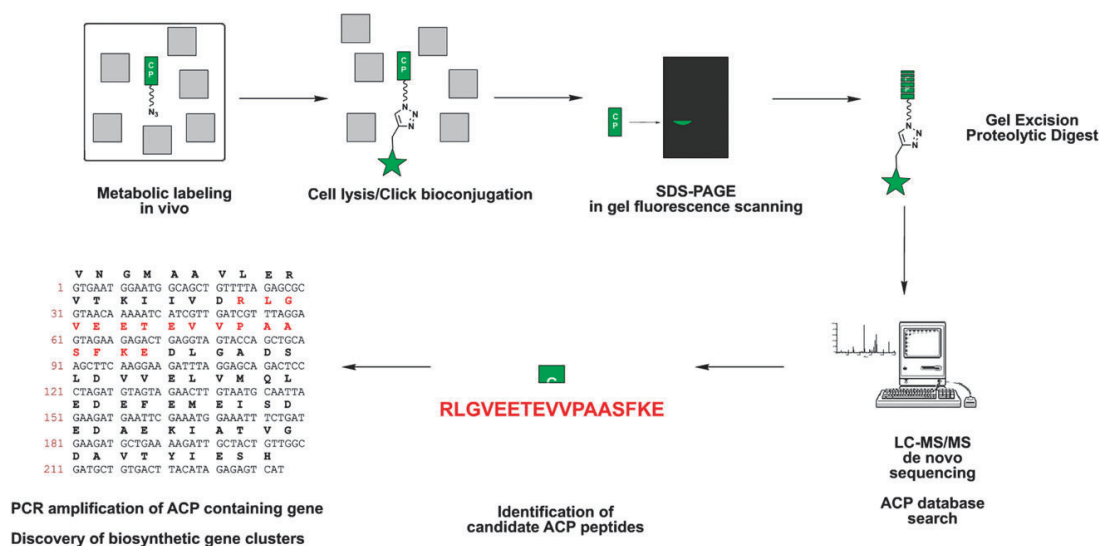 C
P
N3
Metabolic labeling
in vivo
C
P
N
N
N
Cell lysis/Click bioconjugation
C
P
SDS-PAGE
in gel fluorescence scanning
N
N
N
Gel Excision
Proteolytic Digest
LC-MS/MS
de novo
sequencing
ACP database
search
C
RLGVEETEVVPAASFKE
Identification of
candidate ACP peptides
V N G M A A V L E R
1 GTGAAT GGAATG GCAGCT GTTTTA GAGCGC
V T K I I V D R L G
31 GTAACA AAAATC ATCGTT GATCGT TTAGGA
V E E T E V V P A A
61 GTAGAA GAGACT GAGGTA GTACCA GCTGCA
S F K E D L G A D S
91 AGCTTC AAGGAA GATTTA GGAGCA GACTCC
L D V V E L V M Q L
121 CTAGAT GTAGTA GAACTT GTAATG CAATTA
E D E F E M E I S D
151 GAAGAT GAATTC GAAATG GAAATT TCTGAT
E D A E K I A T V G
181 GAAGAT GCTGAA AAGATT GCTACT GTTGGC
D A V T Y I E S H
211 GATGCT GTGACT TACATA GAGAGT CAT
PCR amplification of ACP containing gene
Discovery of biosynthetic gene clusters